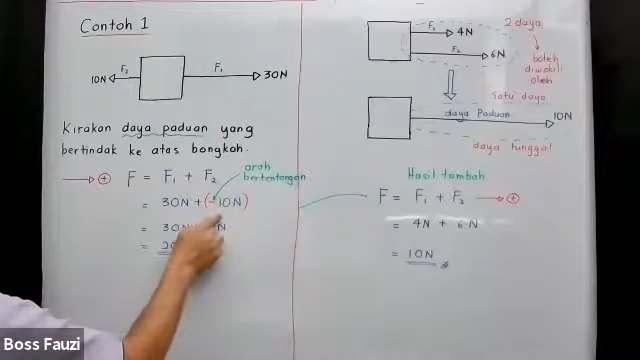 Contoh 1
F₂
F₁
10N
30N
Kirakan daya paduan yang
bertindak ke atas bongkah.
F = F₁ + F₂
arah
bertentangan
= 30N + (-10N)
= 30N
N
=
F₁
4N
F₂
6N
2 daya
boleh
diwakili
oleh
satu daya
daya Paduan
10N
daya tunggal
Hasil tambah
F = F₁ + F₂
= 4N + 6N
= 10N
Boss Fauzi